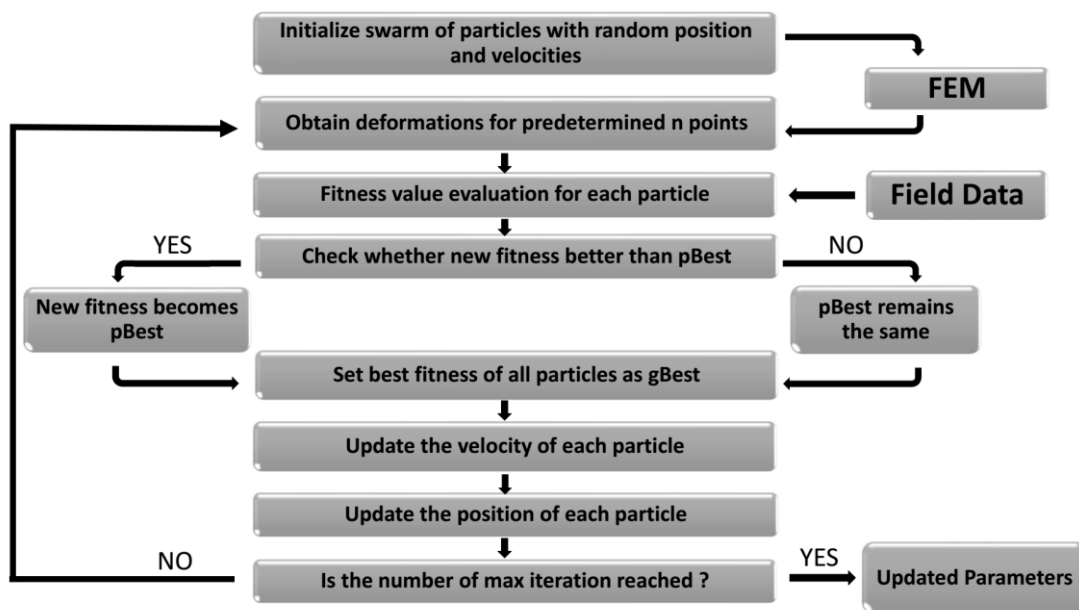 Initialize swarm of particles with random position
and velocities
FEM
Obtain deformations for predetermined n points
Fitness value evaluation for each particle
Field Data
YES
Check whether new fitness better than pBest
NO
New fitness becomes
pBest
pBest remains
the same
Set best fitness of all particles as gBest
Update the velocity of each particle
Update the position of each particle
NO
Is the number of max iteration reached ?
YES
Updated Parameters